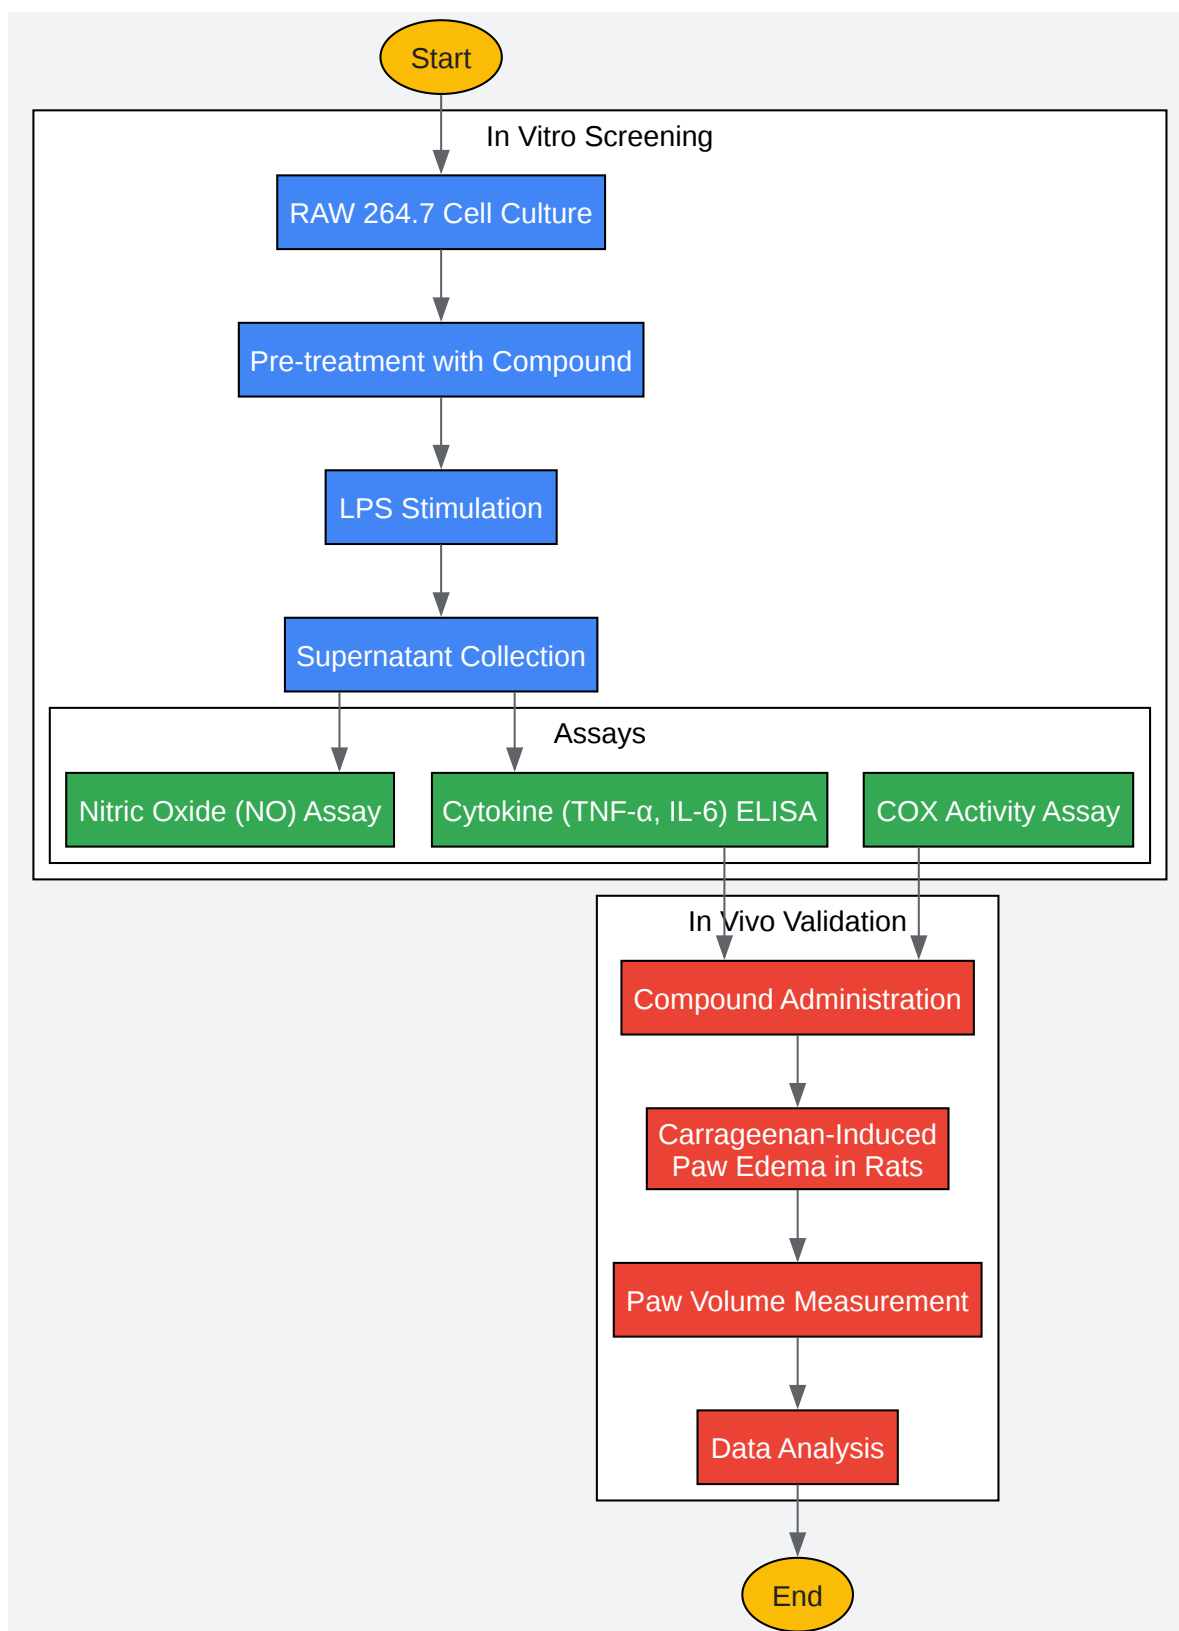 Start
In Vitro Screening
RAW 264.7 Cell Culture
Pre-treatment with Compound
LPS Stimulation
Supernatant Collection
Assays
Nitric Oxide (NO) Assay
Cytokine (TNF-α, IL-6) ELISA
COX Activity Assay
In Vivo Validation
Compound Administration
Carrageenan-Induced
Paw Edema in Rats
Paw Volume Measurement
Data Analysis
End